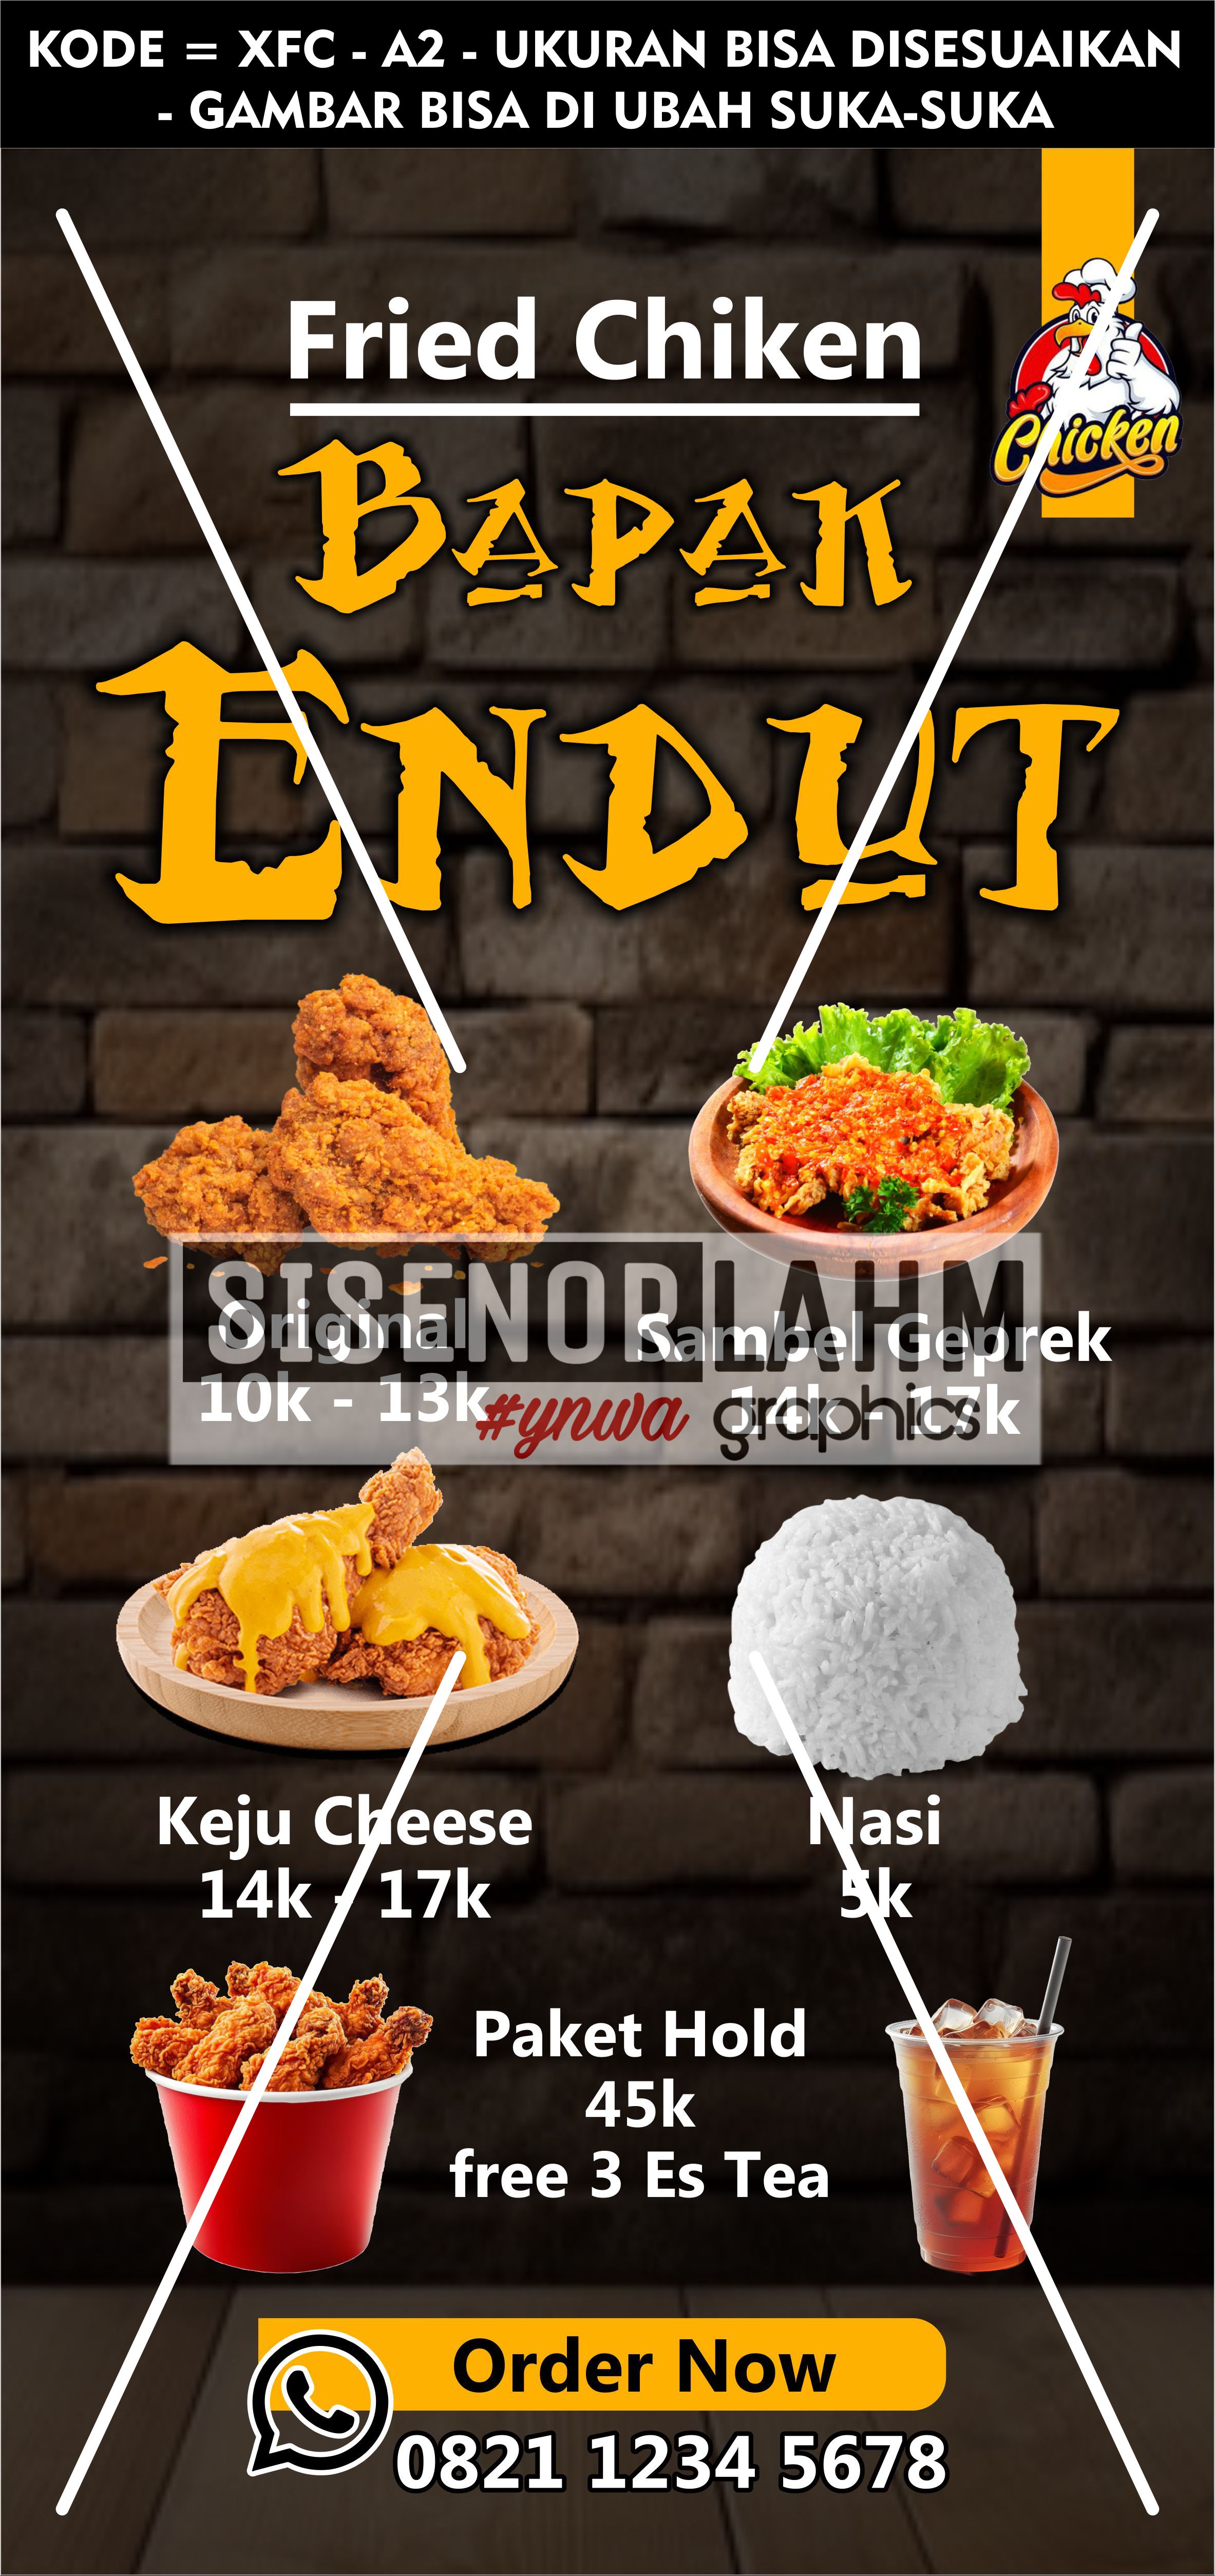 KODE = XFC - A2 - UKURAN BISA DISESUAIKAN
- GAMBAR BISA DI UBAH SUKA-SUKA
Fried Chiken
Chicken
BAPAK
ENDUT
SISENORLAHM
#ynwa graphics
Original
10k - 13k
Sambel Geprek
14k - 17k
Keju Cheese
14k - 17k
Nasi
5k
Paket Hold
45k
free 3 Es Tea
Order Now
0821 1234 5678